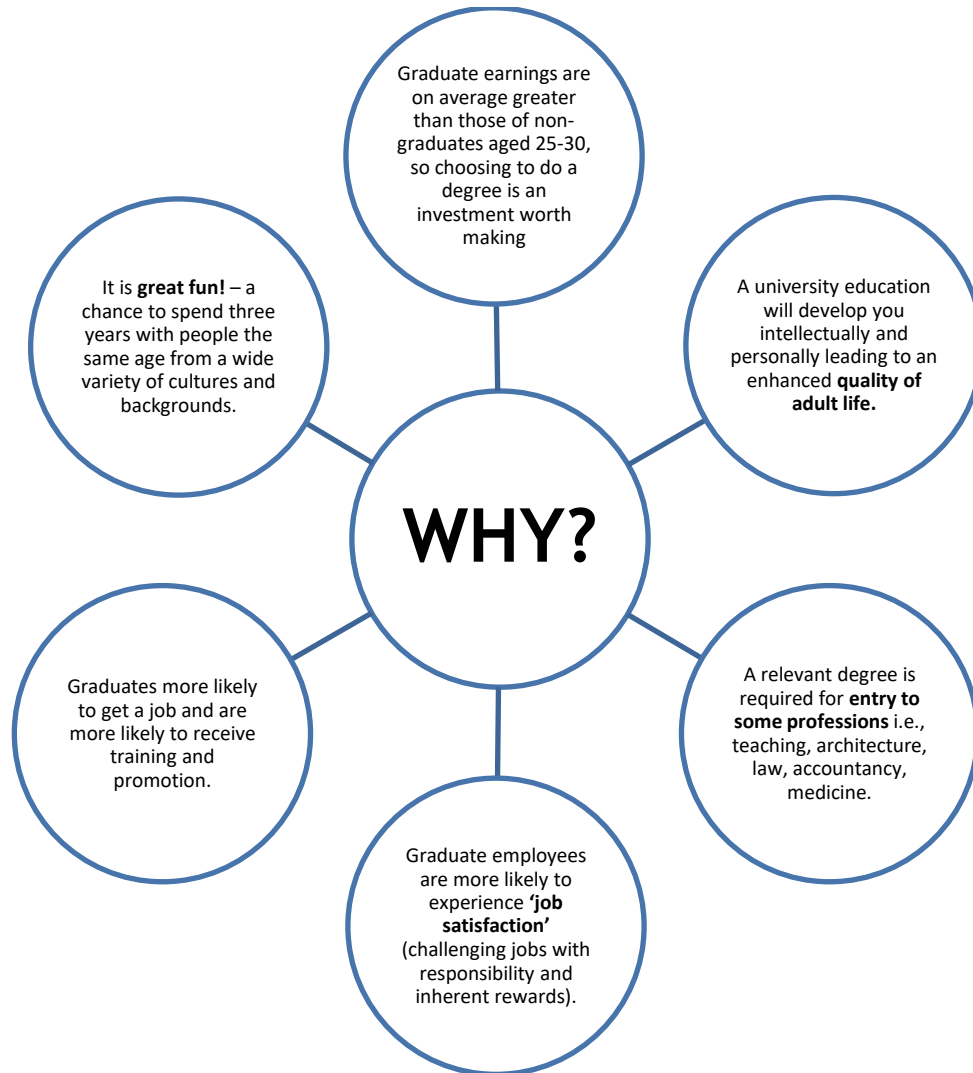 Graduate earnings are
on average greater
than those of non-
graduates aged 25-30,
so choosing to do a
degree is an
investment worth
making
It is great fun! – a
chance to spend three
years with people the
same age from a wide
variety of cultures and
backgrounds.
A university education
will develop you
intellectually and
personally leading to an
enhanced quality of
adult life.
WHY?
Graduates more likely
to get a job and are
more likely to receive
training and
promotion.
A relevant degree is
required for entry to
some professions i.e.,
teaching, architecture,
law, accountancy,
medicine.
Graduate employees
are more likely to
experience ‘job
satisfaction’
(challenging jobs with
responsibility and
inherent rewards).